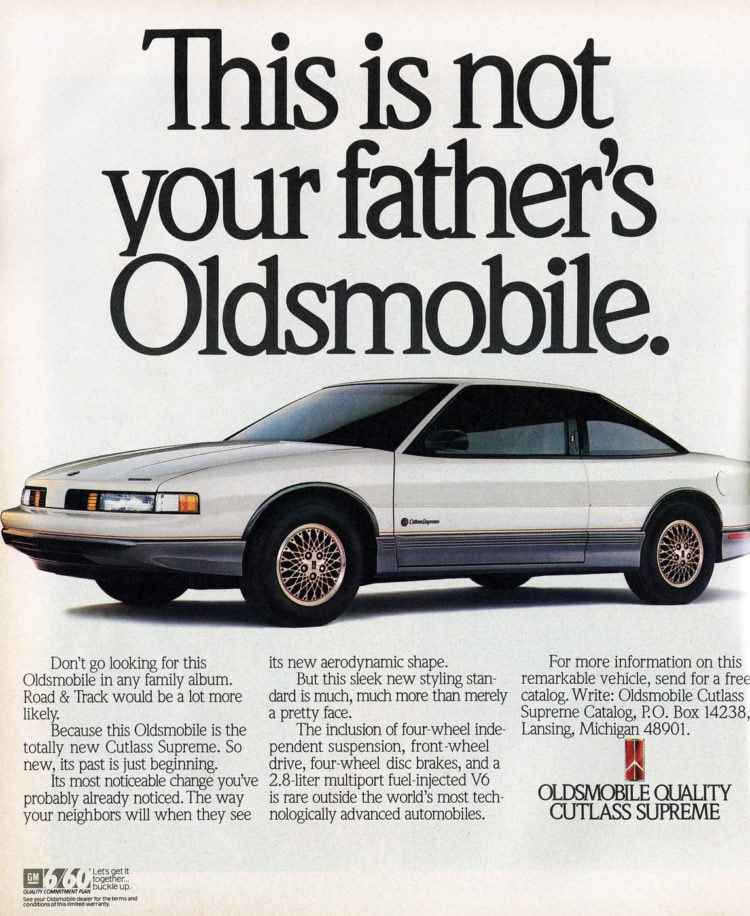 This is not
your father's
Oldsmobile.
Cutlass Supreme
Don't go looking for this
Oldsmobile in any family album.
Road & Track would be a lot more
likely.
Because this Oldsmobile is the
totally new Cutlass Supreme. So
new, its past is just beginning.
Its most noticeable change you've
probably already noticed. The way
your neighbors will when they see
its new aerodynamic shape.
But this sleek new styling stan-
dard is much, much more than merely
a pretty face.
The inclusion of four-wheel inde-
pendent suspension, front-wheel
drive, four-wheel disc brakes, and a
2.8-liter multiport fuel-injected V6
is rare outside the world's most tech-
nologically advanced automobiles.
For more information on this
remarkable vehicle, send for a free
catalog. Write: Oldsmobile Cutlass
Supreme Catalog, P.O. Box 14238,
Lansing, Michigan 48901.
OLDSMOBILE QUALITY
CUTLASS SUPREME
GM 6/60
QUALITY COMMITMENT PLAN
Let's get it
together...
buckle up.
See your Oldsmobile dealer for the terms and
conditions of this limited warranty.